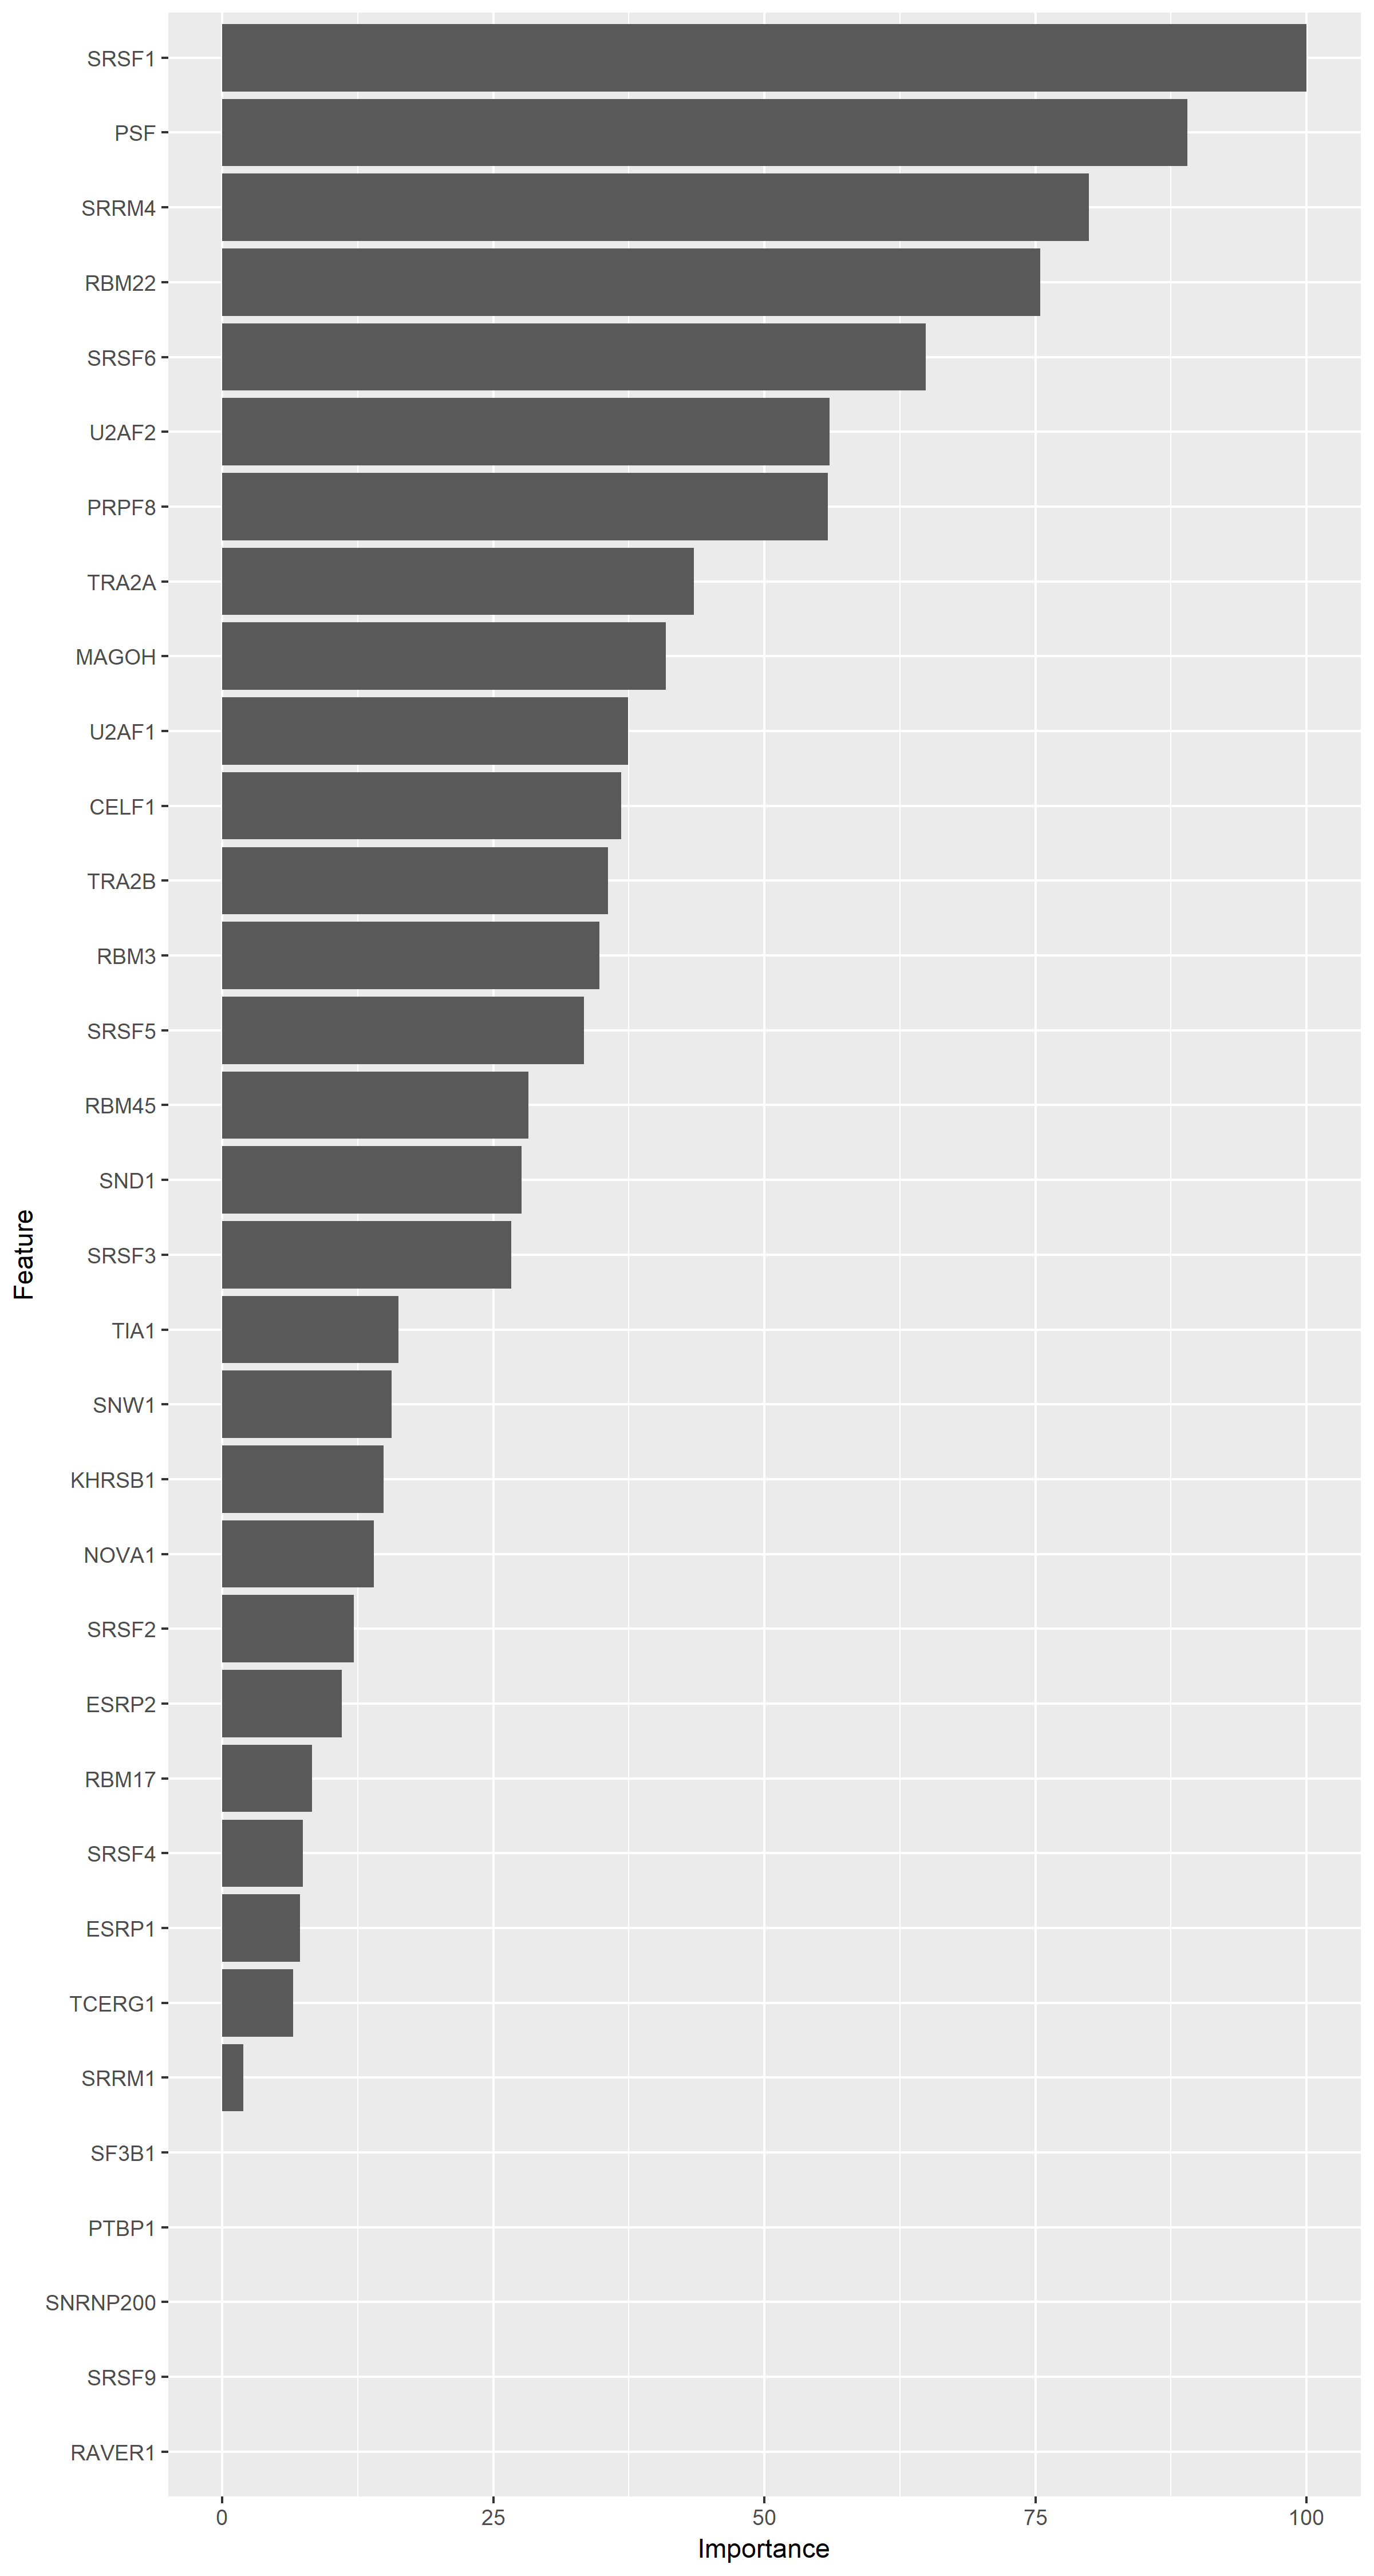 SRSF1
PSF
SRRM4
RBM22
SRSF6
U2AF2
PRPF8
TRA2A
MAGOH
U2AF1
CELF1
TRA2B
RBM3
SRSF5
RBM45
SND1
SRSF3
TIA1
SNW1
KHRSB1
NOVA1
SRSF2
ESRP2
RBM17
SRSF4
ESRP1
TCERG1
SRRM1
SF3B1
PTBP1
SNRNP200
SRSF9
RAVER1
Feature
0 25 50 75 100
Importance